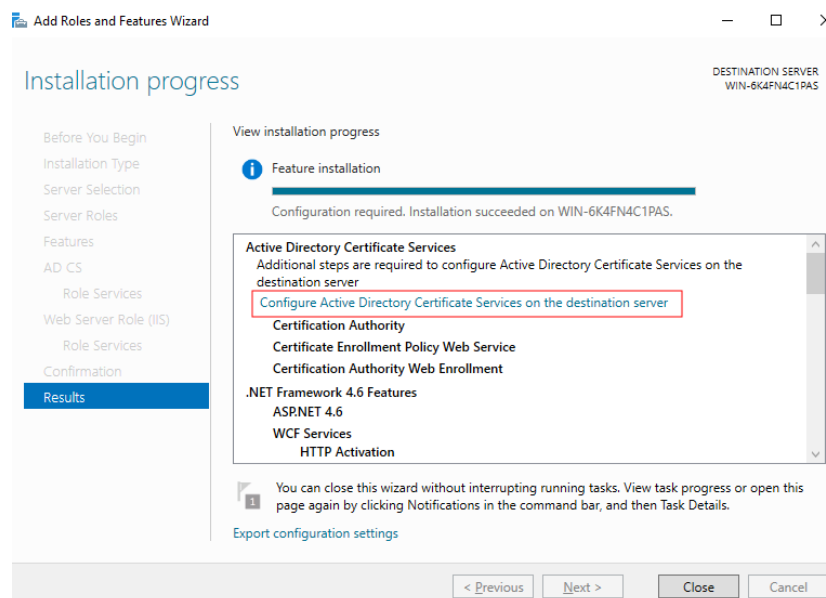 Add Roles and Features Wizard
Installation progress
DESTINATION SERVER
WIN-6K4FN4C1PAS
Before You Begin
Installation Type
Server Selection
Server Roles
Features
AD CS
Role Services
Web Server Role (IIS)
Role Services
Confirmation
Results
View installation progress
Feature installation
Configuration required. Installation succeeded on WIN-6K4FN4C1PAS.
Active Directory Certificate Services
Additional steps are required to configure Active Directory Certificate Services on the
destination server
Configure Active Directory Certificate Services on the destination server
Certification Authority
Certificate Enrollment Policy Web Service
Certification Authority Web Enrollment
.NET Framework 4.6 Features
ASP.NET 4.6
WCF Services
HTTP Activation
1
You can close this wizard without interrupting running tasks. View task progress or open this
page again by clicking Notifications in the command bar, and then Task Details.
Export configuration settings
< Previous
Next >
Close
Cancel